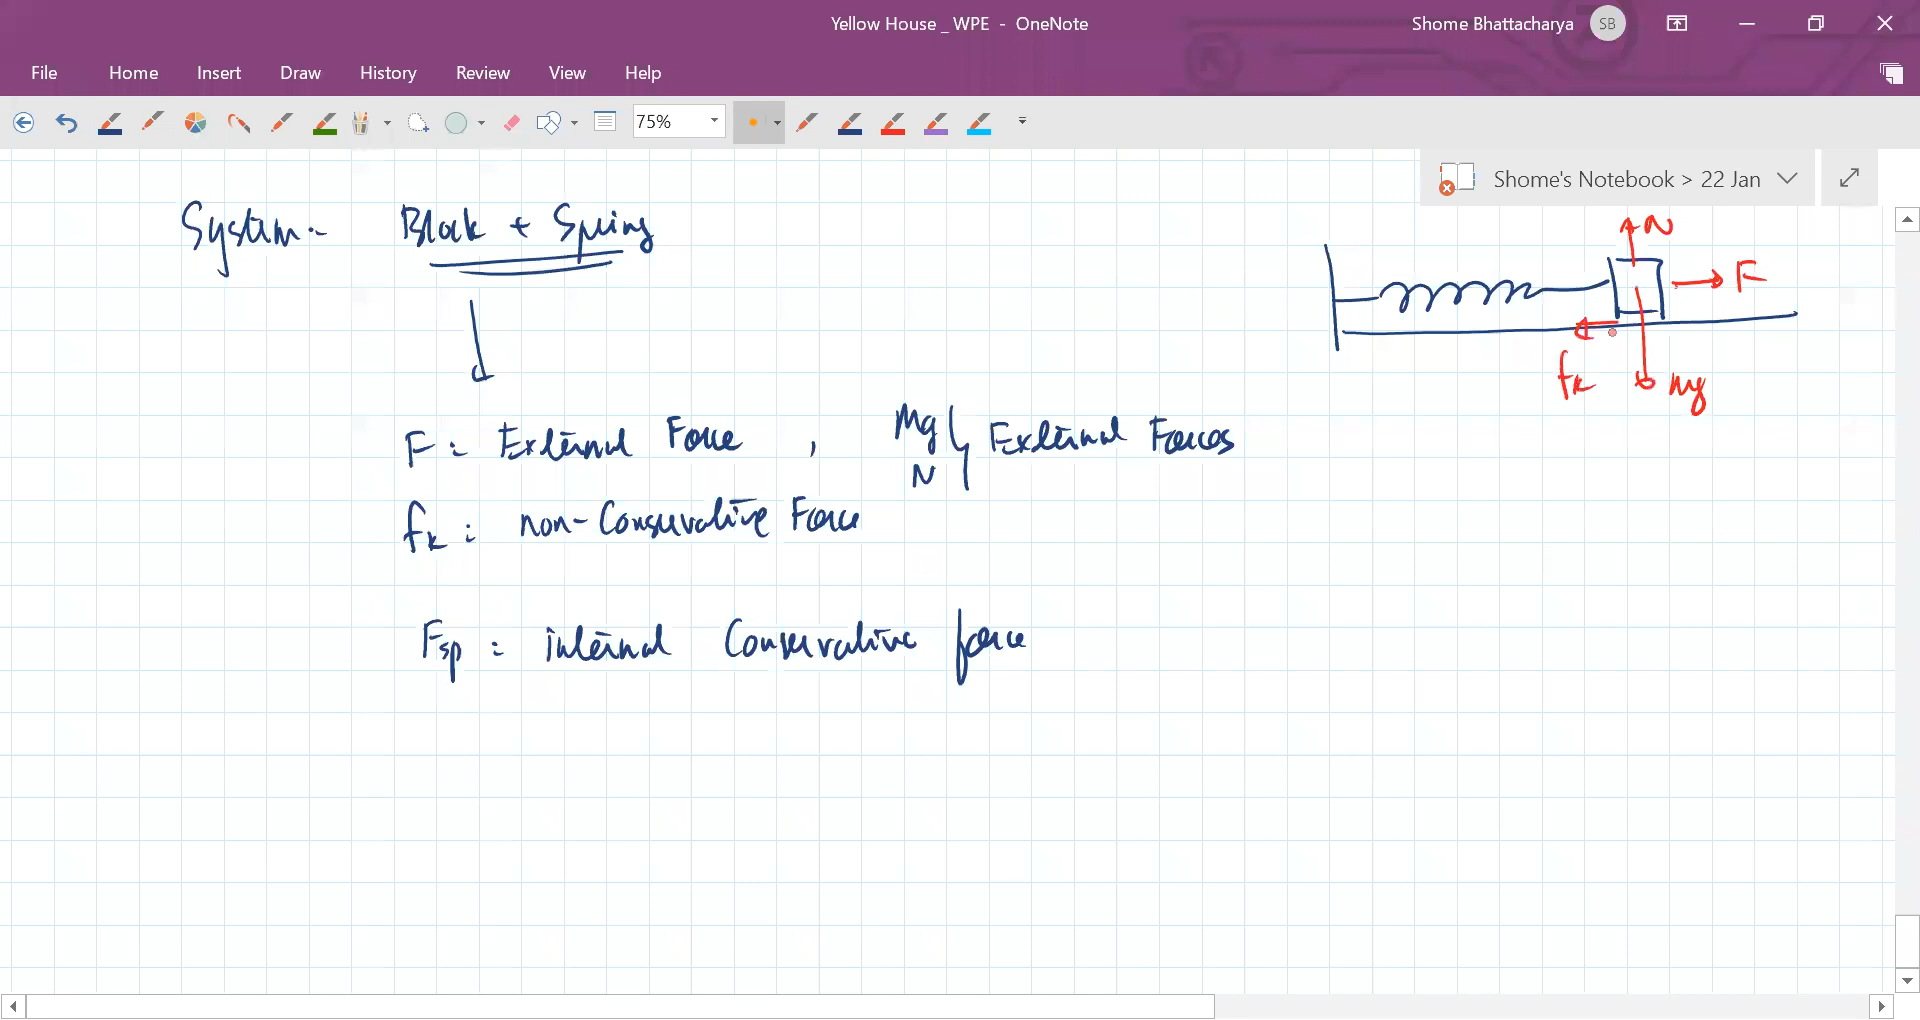 Yellow House _ WPE - OneNote
Shome Bhattacharya SB
File Home Insert Draw History Review View Help
75%
Shome's Notebook > 22 Jan
System:- Block + Spring
N
F
fk
mg
F : External Force , Mg N } External Forces
fk : non-Conservative Force
Fsp : internal Conservative force